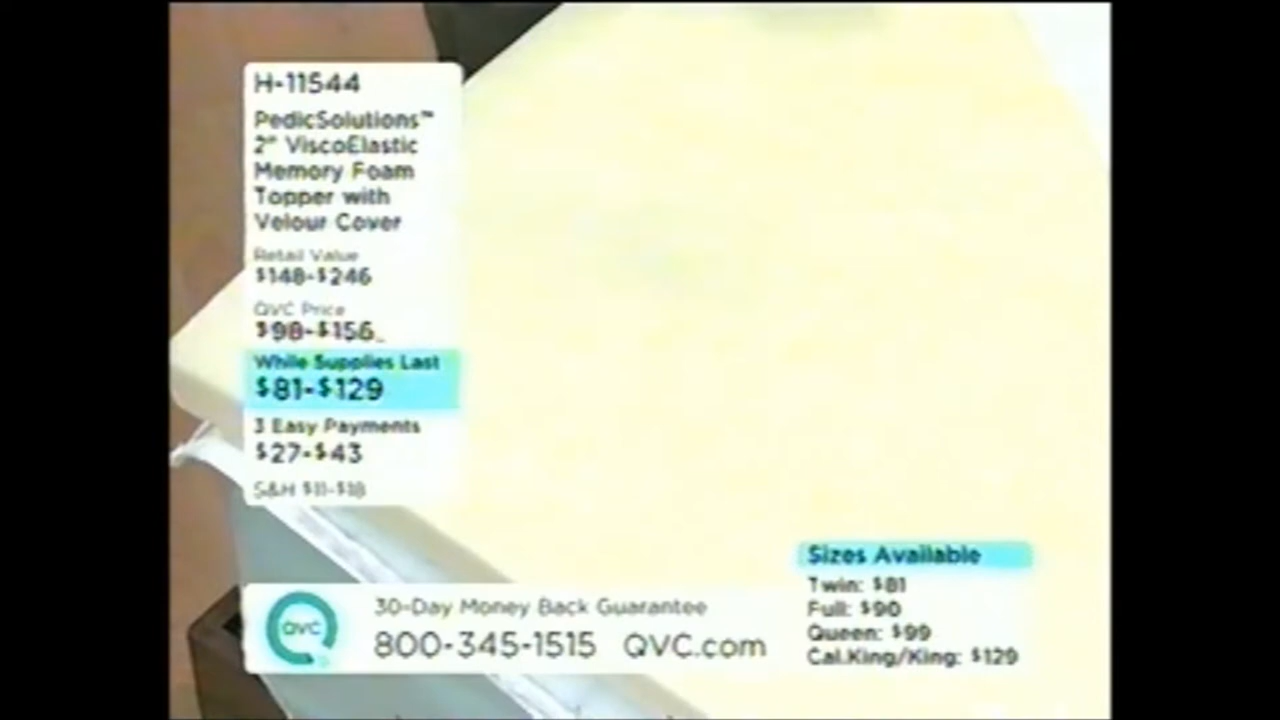 H-11544
PedicSolutions™
2" ViscoElastic
Memory Foam
Topper with
Velour Cover
Retail Value
$148-$246
QVC Price
$98-$156
While Supplies Last
$81-$129
3 Easy Payments
$27-$43
S&H $11-$18
QVC
30-Day Money Back Guarantee
800-345-1515 QVC.com
Sizes Available
Twin: $81
Full: $90
Queen: $99
Cal.King/King: $129